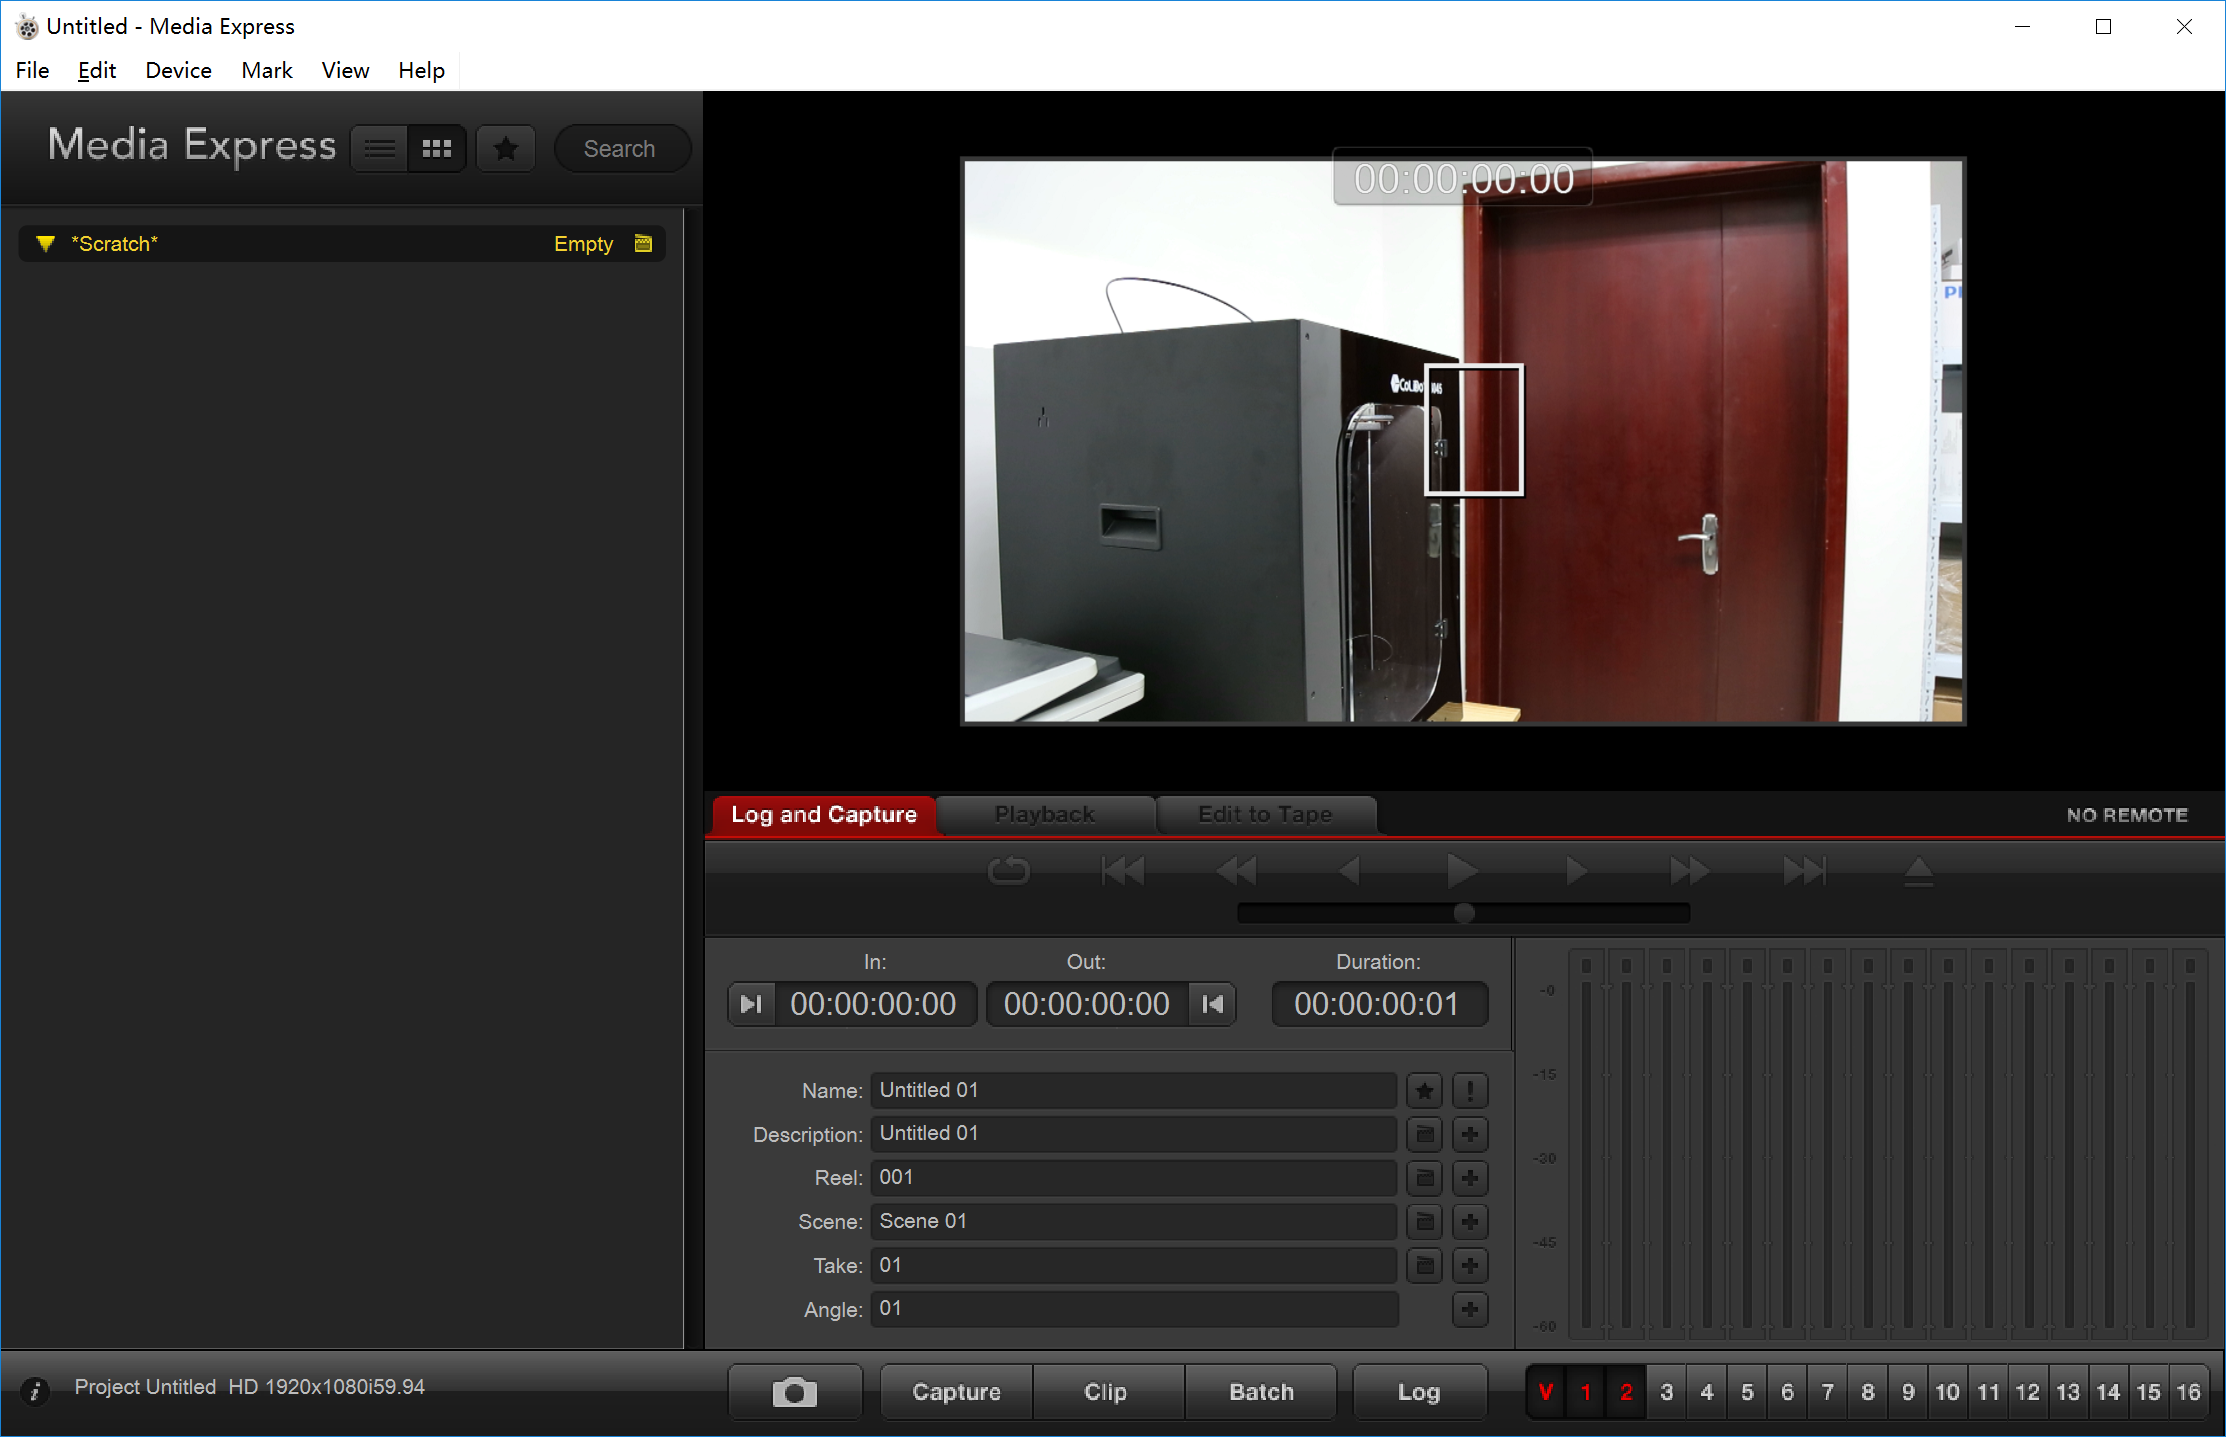 Untitled - Media Express
File Edit Device Mark View Help
Media Express
Search
*Scratch* Empty
00:00:00:00
Log and Capture Playback Edit to Tape NO REMOTE
In: Out: Duration:
00:00:00:00 00:00:00:00 00:00:00:01
Name: Untitled 01
Description: Untitled 01
Reel: 001
Scene: Scene 01
Take: 01
Angle: 01
-0
-15
-30
-45
-60
Project Untitled HD 1920x1080i59.94
Capture Clip Batch Log
V 1 2 3 4 5 6 7 8 9 10 11 12 13 14 15 16